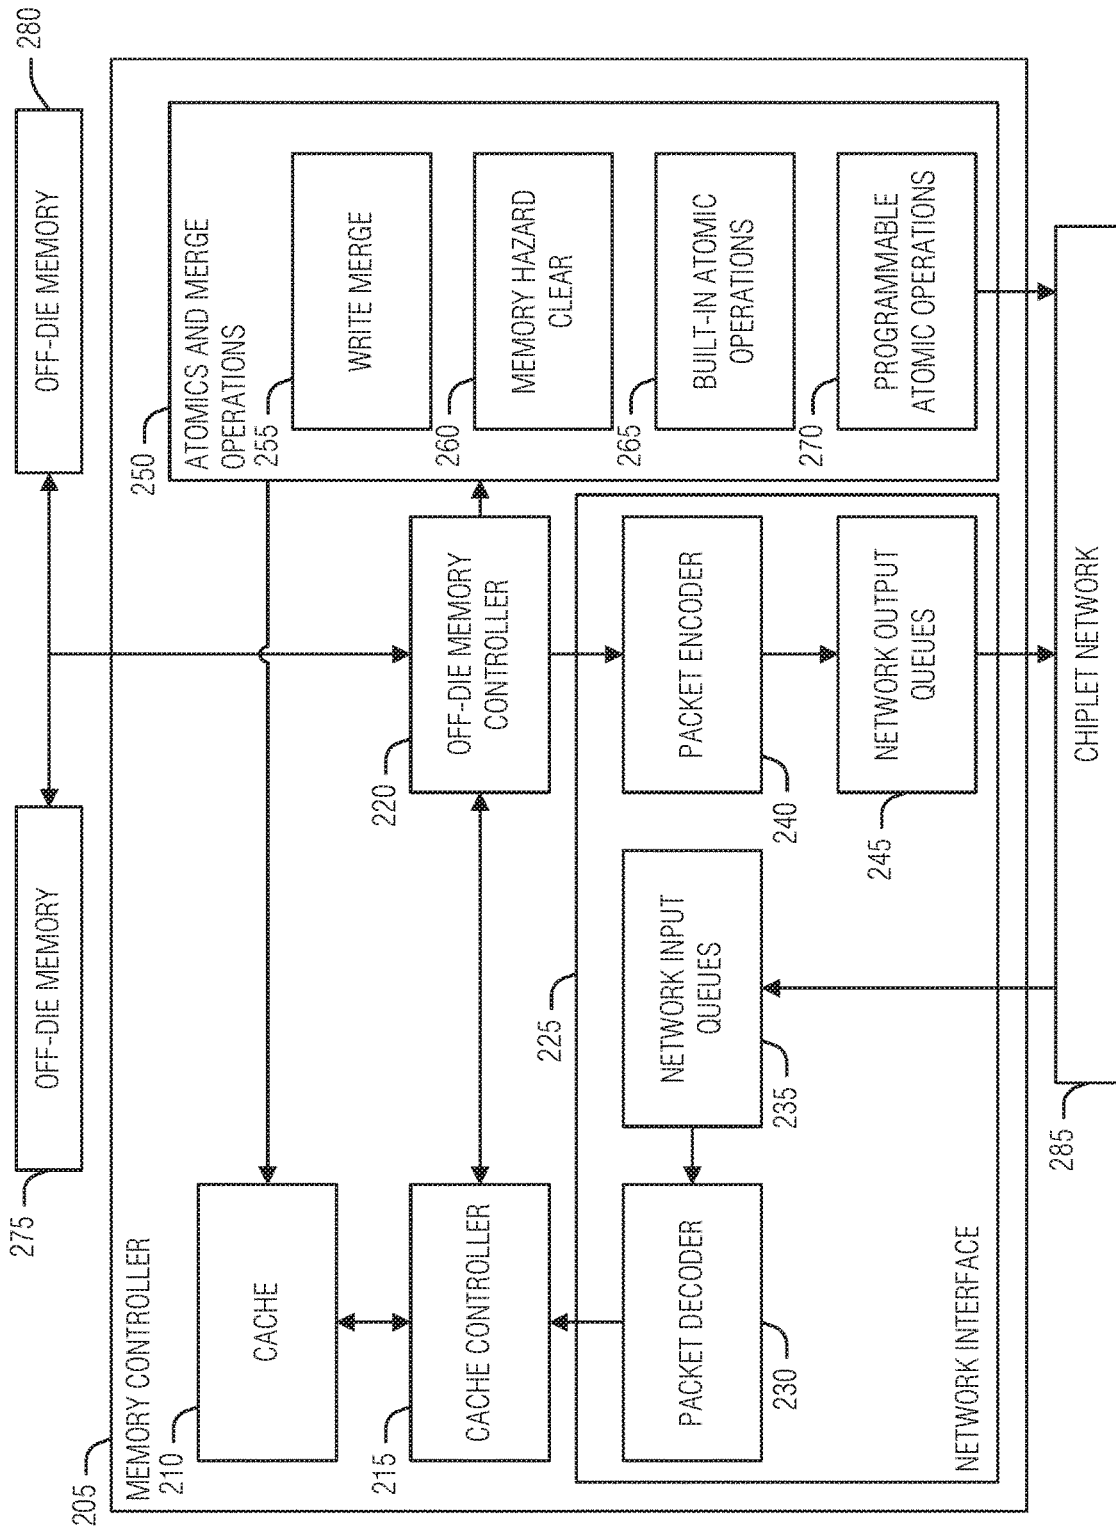 275
OFF-DIE MEMORY
OFF-DIE MEMORY
280
205
MEMORY CONTROLLER
210
CACHE
215
CACHE CONTROLLER
220
OFF-DIE MEMORY
CONTROLLER
250
ATOMICS AND MERGE
OPERATIONS
255
WRITE MERGE
260
MEMORY HAZARD
CLEAR
265
BUILT-IN ATOMIC
OPERATIONS
270
PROGRAMMABLE
ATOMIC OPERATIONS
225
PACKET DECODER
230
NETWORK INPUT
QUEUES
235
PACKET ENCODER
240
NETWORK OUTPUT
QUEUES
245
NETWORK INTERFACE
285
CHIPLET NETWORK